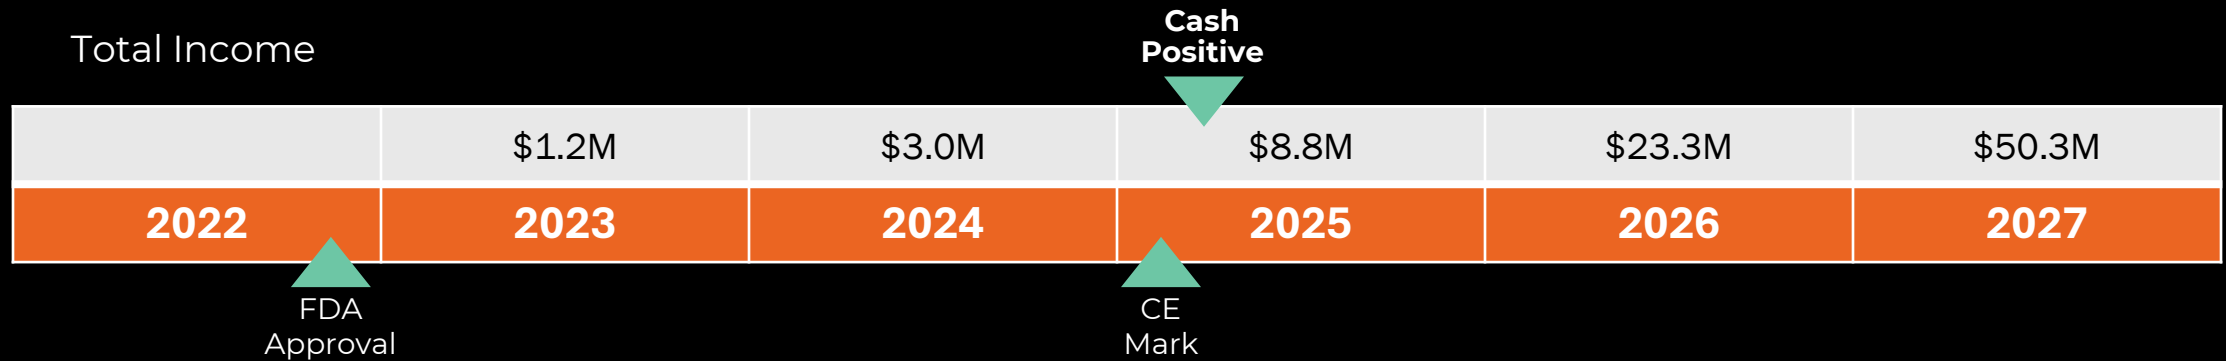 Total Income
Cash
Positive
$1.2M $3.0M $8.8M $23.3M $50.3M
2022 2023 2024 2025 2026 2027
FDA
Approval
CE
Mark